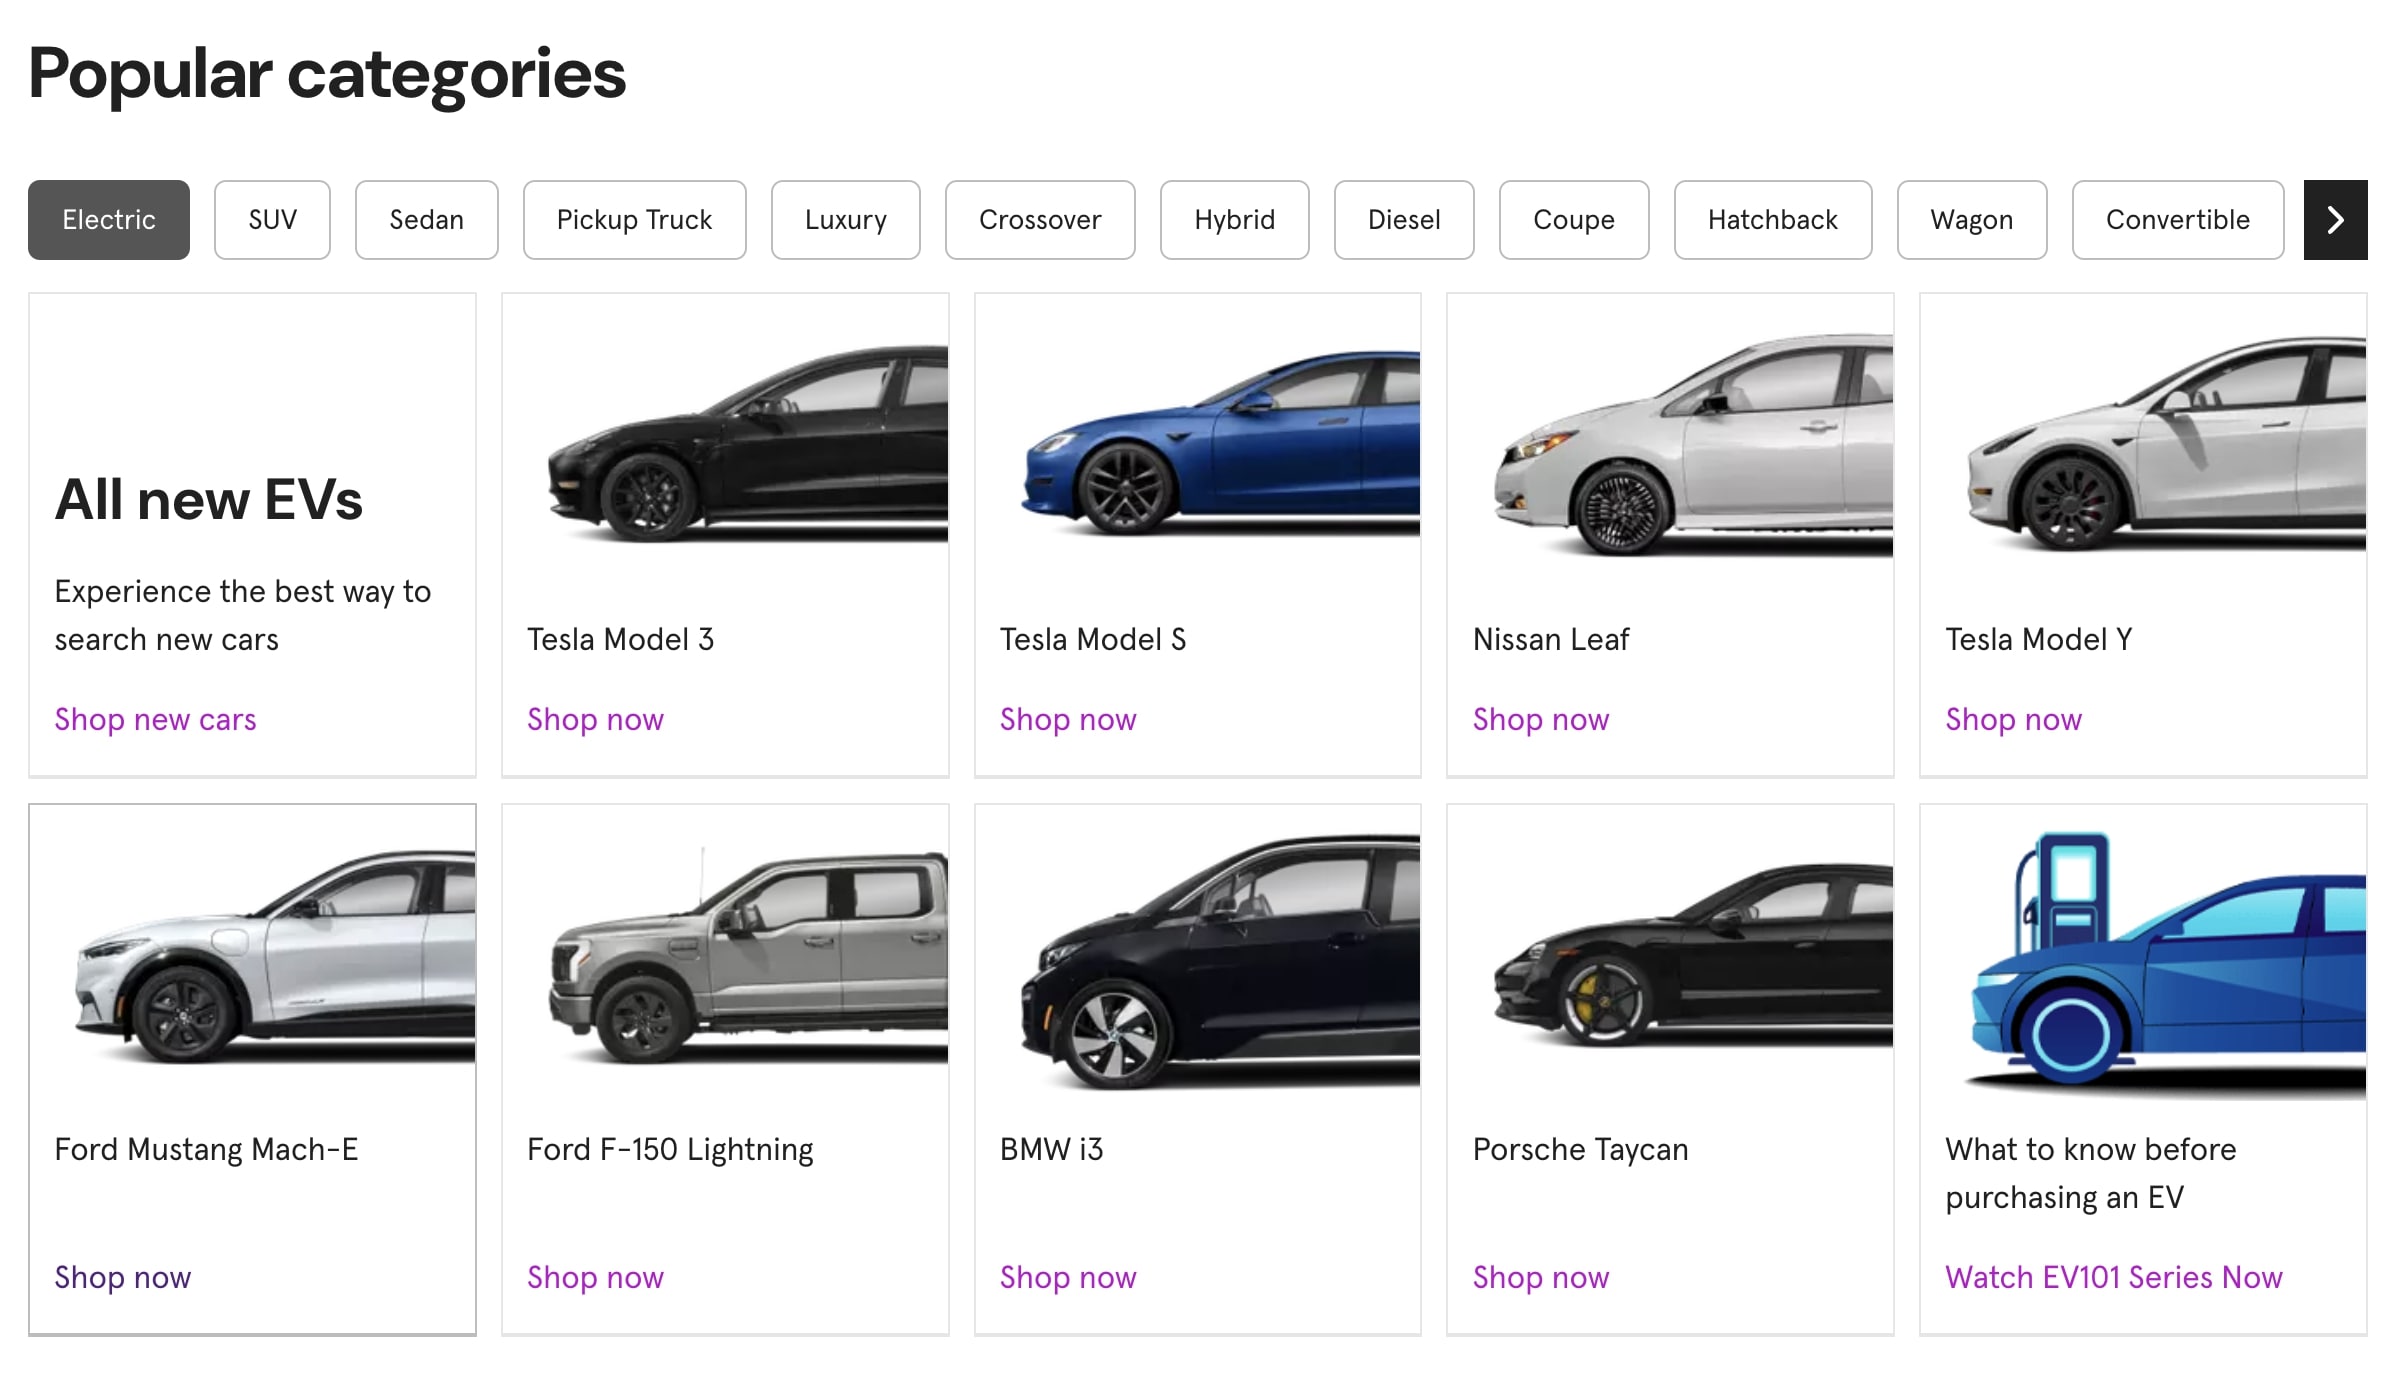 Popular categories
Electric
SUV
Sedan
Pickup Truck
Luxury
Crossover
Hybrid
Diesel
Coupe
Hatchback
Wagon
Convertible
All new EVs
Experience the best way to
search new cars
Shop new cars
Tesla Model 3
Shop now
Tesla Model S
Shop now
Nissan Leaf
Shop now
Tesla Model Y
Shop now
Ford Mustang Mach-E
Shop now
Ford F-150 Lightning
Shop now
BMW i3
Shop now
Porsche Taycan
Shop now
What to know before
purchasing an EV
Watch EV101 Series Now